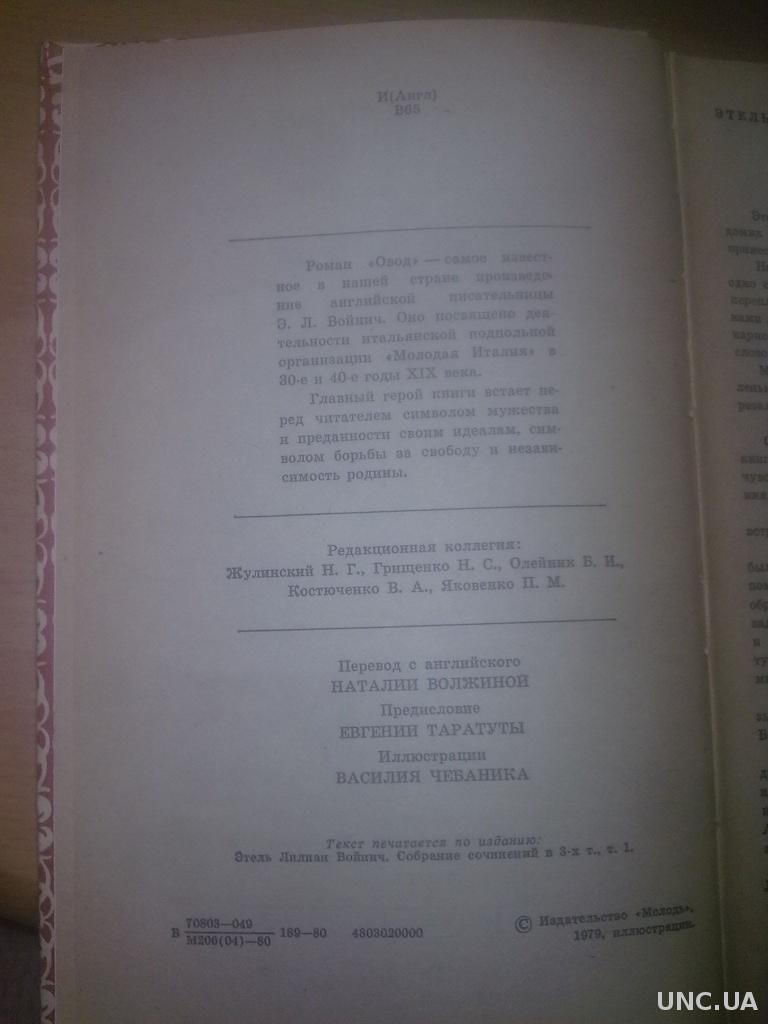 И(Англ)
В65
Роман «Овод» — самое извест-
ное в нашей стране произведе-
ние английской писательницы
Э. Л. Войнич. Оно посвящено дея-
тельности итальянской подпольной
организации «Молодая Италия» в
30-е и 40-е годы XIX века.
Главный герой книги встает пе-
ред читателем символом мужества
и преданности своим идеалам, сим-
волом борьбы за свободу и незави-
симость родины.
Редакционная коллегия:
Жулинский Н. Г., Грищенко Н. С., Олейник Б. И.,
Костюченко В. А., Яковенко П. М.
Перевод с английского
НАТАЛИИ ВОЛЖИНОЙ
Предисловие
ЕВГЕНИИ ТАРАТУТЫ
Иллюстрации
ВАСИЛИЯ ЧЕБАНИКА
Текст печатается по изданию:
Этель Лилиан Войнич. Собрание сочинений в 3-х т., т. 1.
В 70803—049
М206(04)—80 189—80 4803020000
© Издательство «Молодь»,
1979, иллюстрации.
ЭТЕЛЬ
UNC.UA